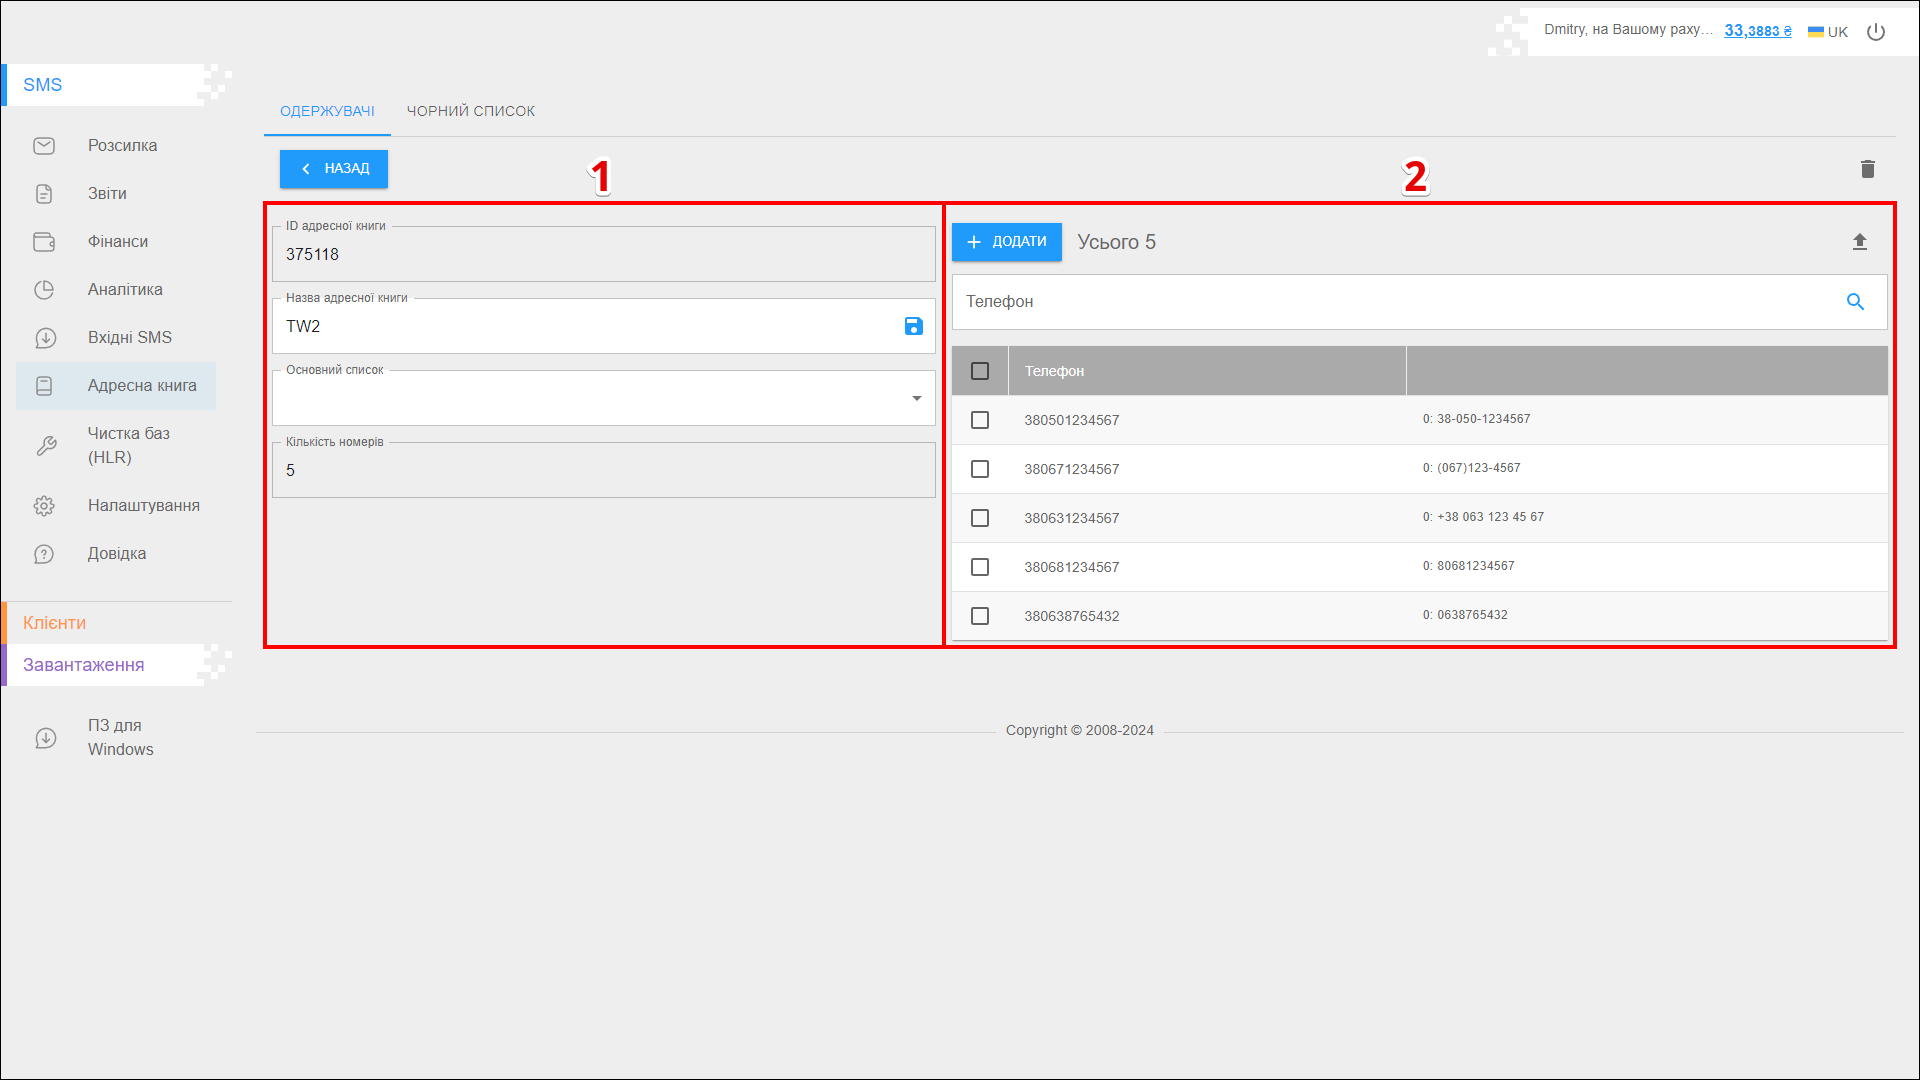 Dmitry, на Вашому раху... 33,3883 ₴ UK
SMS
Розсилка
Звіти
Фінанси
Аналітика
Вхідні SMS
Адресна книга
Чистка баз
(HLR)
Налаштування
Довідка
Клієнти
Завантаження
ПЗ для
Windows
ОДЕРЖУВАЧІ ЧОРНИЙ СПИСОК
НАЗАД
1
2
ID адресної книги
375118
Назва адресної книги
TW2
Основний список
Кількість номерів
5
ДОДАТИ Усього 5
Телефон
Телефон
380501234567 0: 38-050-1234567
380671234567 0: (067)123-4567
380631234567 0: +38 063 123 45 67
380681234567 0: 80681234567
380638765432 0: 0638765432
Copyright © 2008-2024